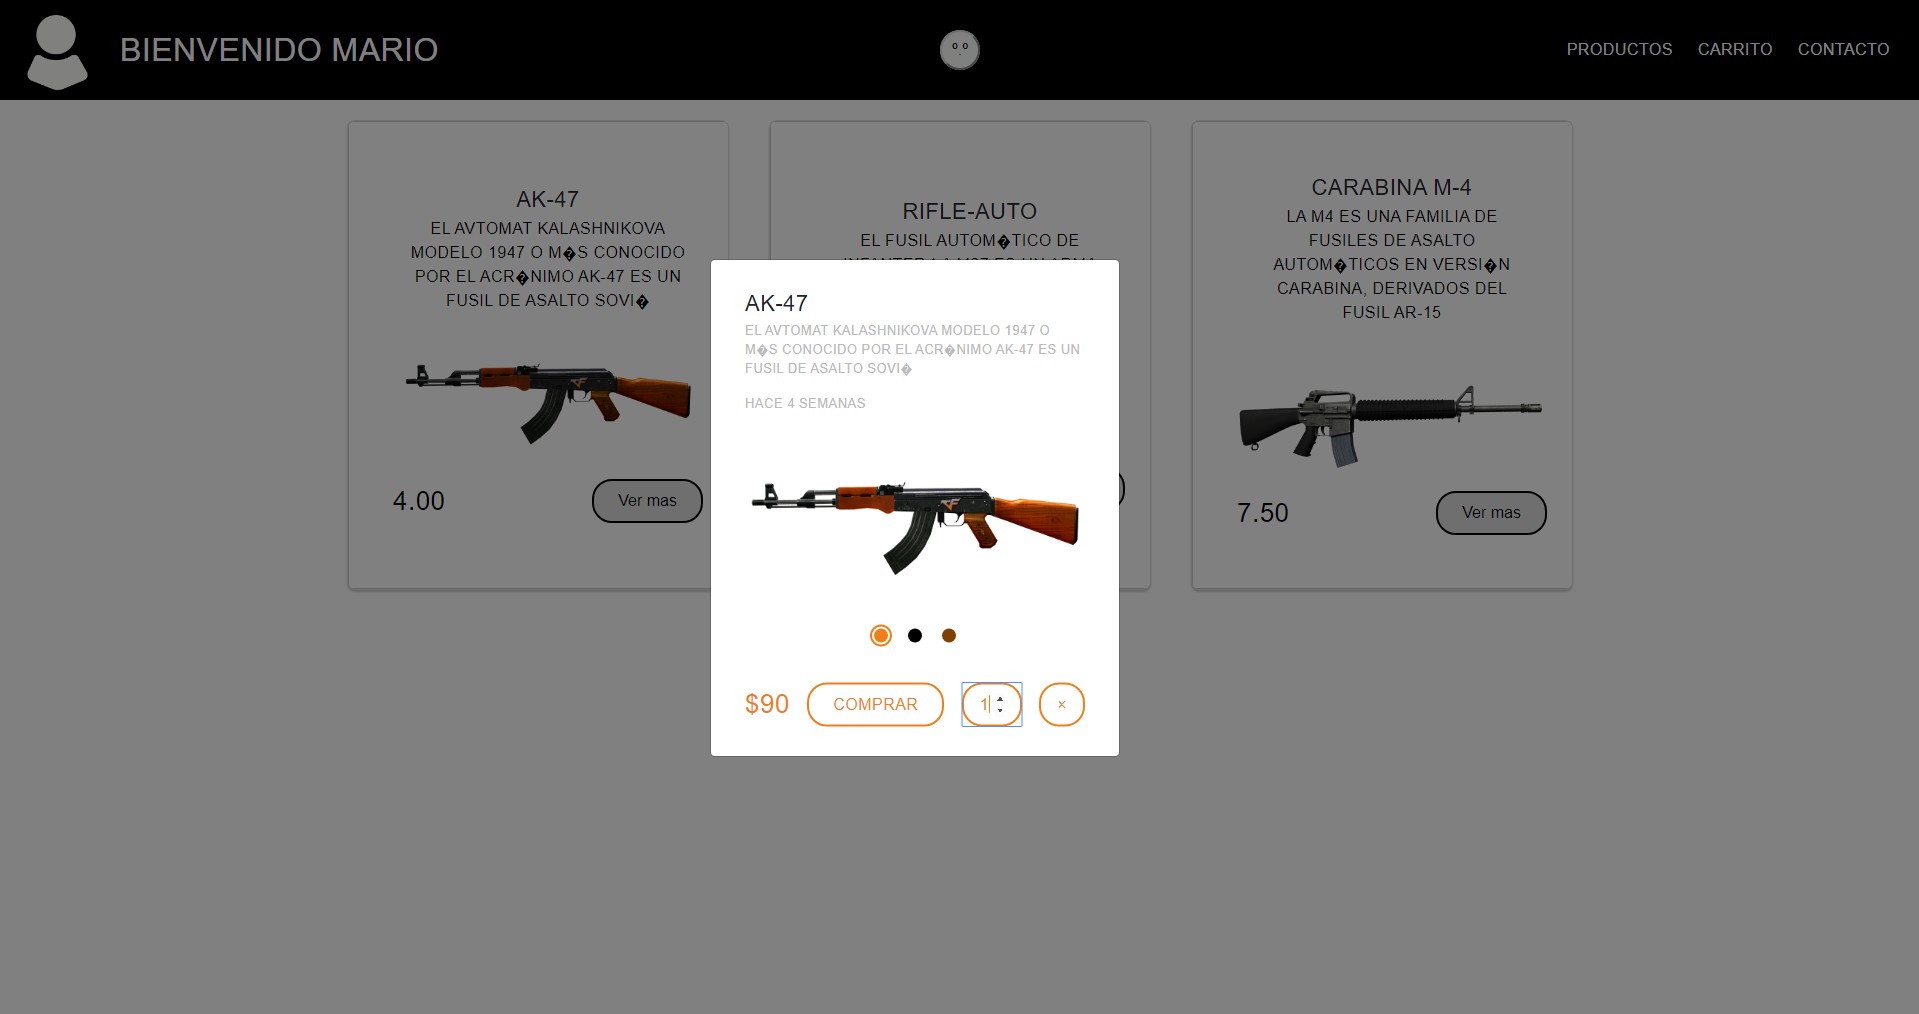 BIENVENIDO MARIO
PRODUCTOS CARRITO CONTACTO
AK-47
EL AVTOMAT KALASHNIKOVA
MODELO 1947 O M�S CONOCIDO
POR EL ACR�NIMO AK-47 ES UN
FUSIL DE ASALTO SOVI�
4.00
Ver mas
RIFLE-AUTO
EL FUSIL AUTOM�TICO DE
CARABINA M-4
LA M4 ES UNA FAMILIA DE
FUSILES DE ASALTO
AUTOM�TICOS EN VERSI�N
CARABINA, DERIVADOS DEL
FUSIL AR-15
7.50
Ver mas
AK-47
EL AVTOMAT KALASHNIKOVA MODELO 1947 O
M�S CONOCIDO POR EL ACR�NIMO AK-47 ES UN
FUSIL DE ASALTO SOVI�
HACE 4 SEMANAS
$90
COMPRAR
1
×